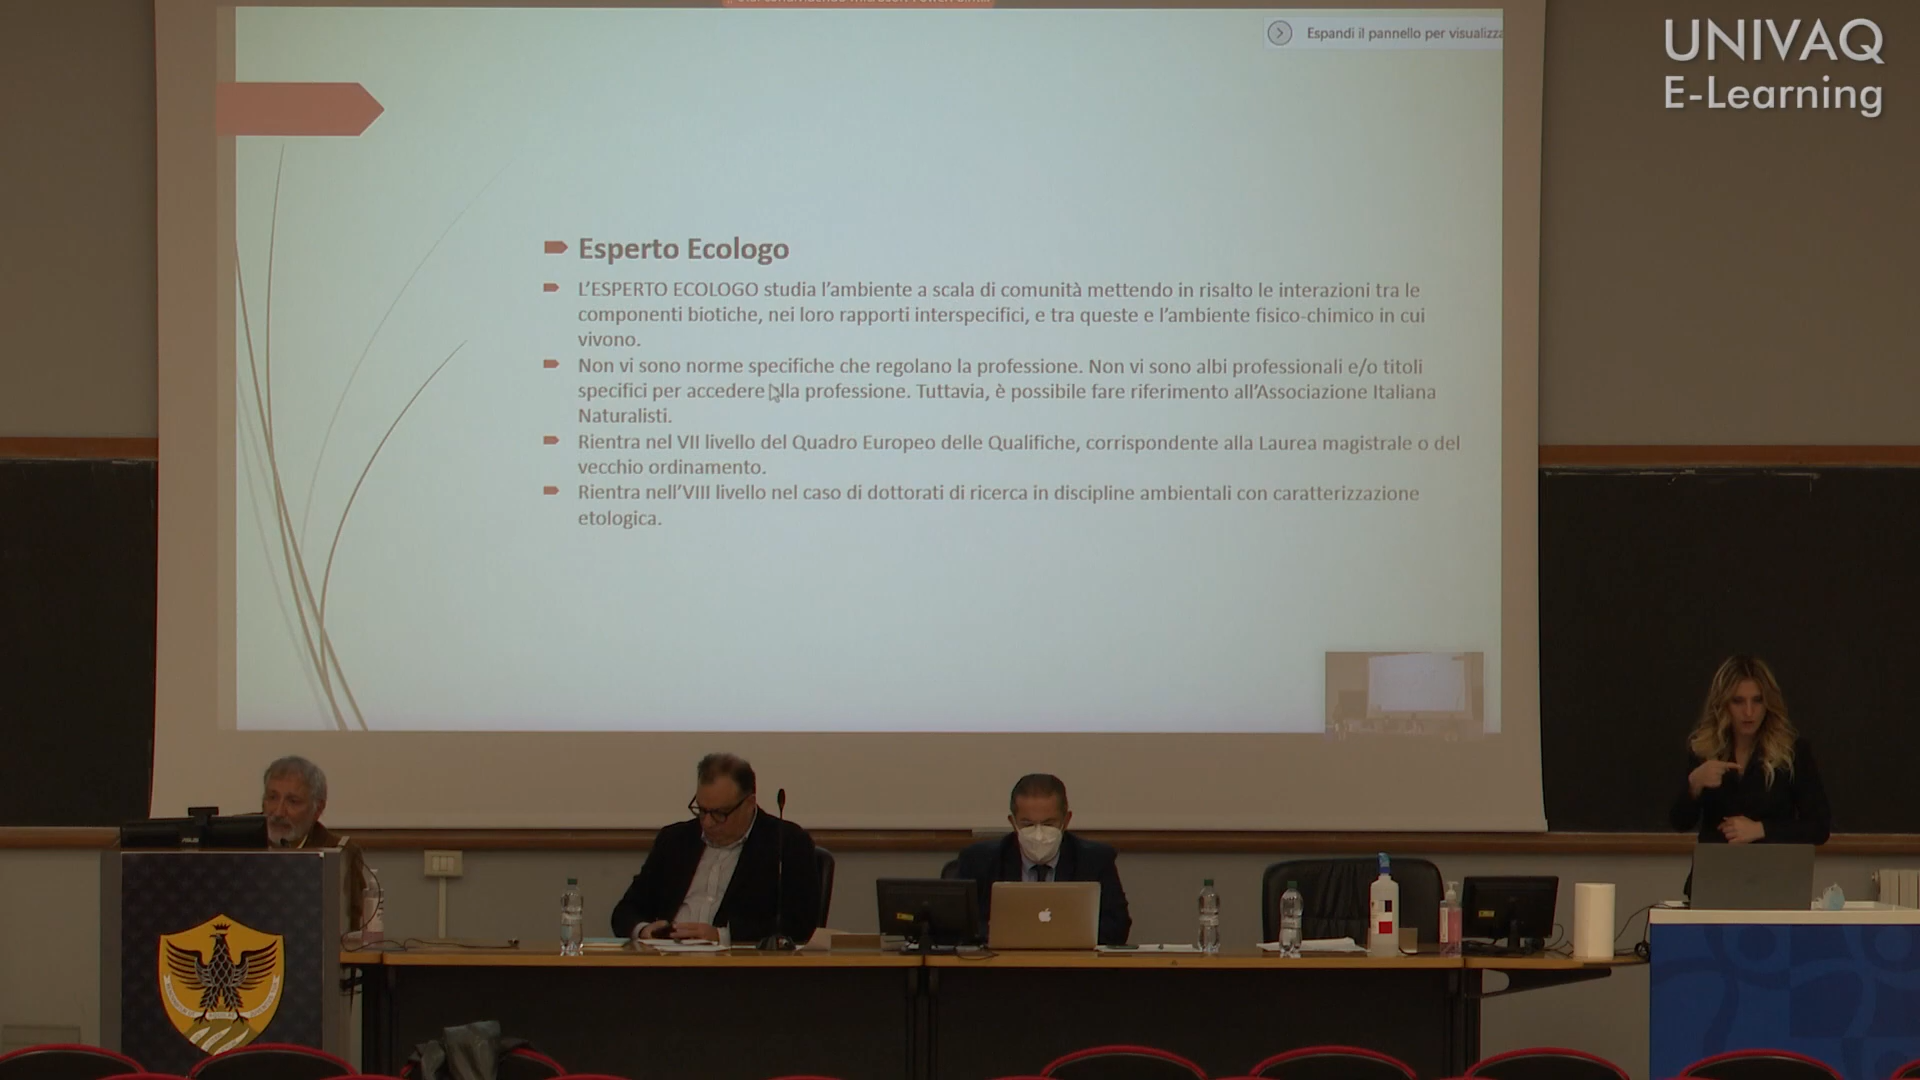 Espandi il pannello per visualizza
UNIVAQ
E-Learning
Esperto Ecologo
L'ESPERTO ECOLOGO studia l'ambiente a scala di comunità mettendo in risalto le interazioni tra le
componenti biotiche, nei loro rapporti interspecifici, e tra queste e l'ambiente fisico-chimico in cui
vivono.
Non vi sono norme specifiche che regolano la professione. Non vi sono albi professionali e/o titoli
specifici per accedere alla professione. Tuttavia, è possibile fare riferimento all'Associazione Italiana
Naturalisti.
Rientra nel VII livello del Quadro Europeo delle Qualifiche, corrispondente alla Laurea magistrale o del
vecchio ordinamento.
Rientra nell'VIII livello nel caso di dottorati di ricerca in discipline ambientali con caratterizzazione
etologica.